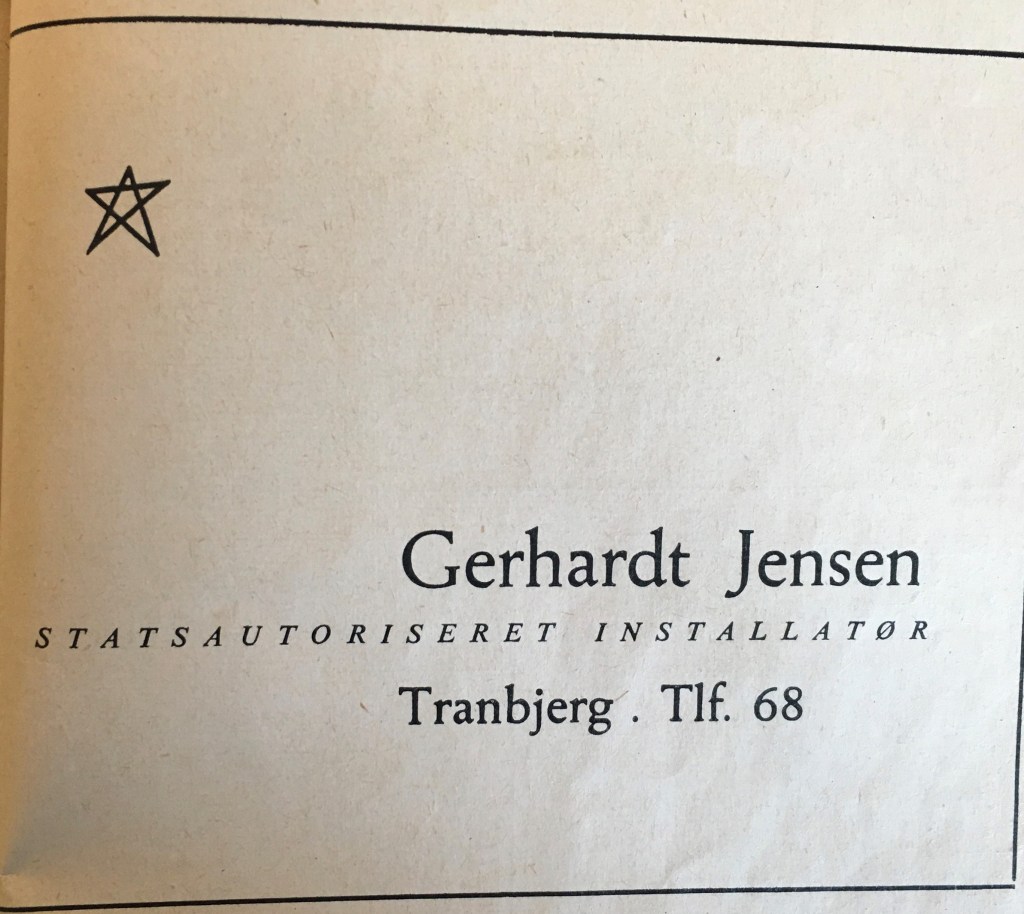 Gerhardt Jensen
STATSAUTORISERET INSTALLATØR
Tranbjerg . Tlf. 68